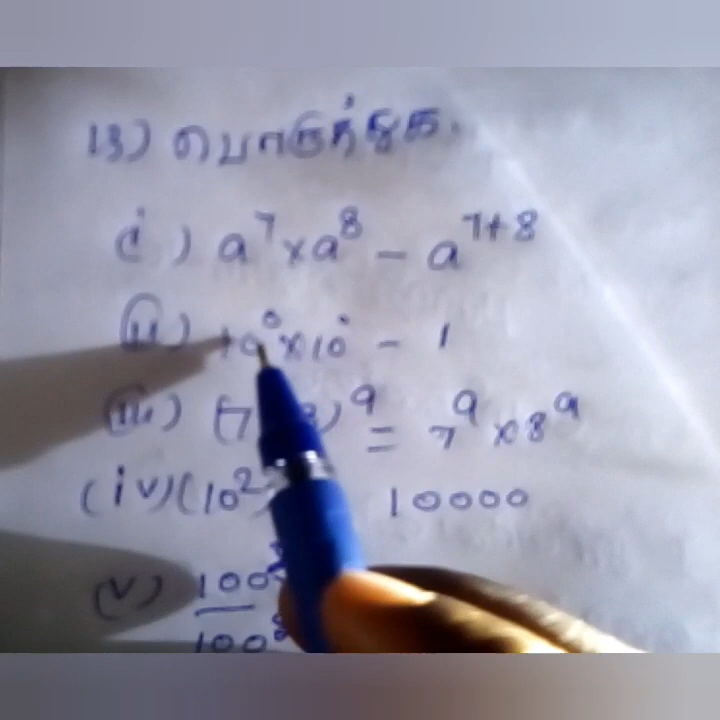 13) பொருத்துக.
(i) a⁷ × a⁸ – a⁷⁺⁸
(ii) 10⁰ × 10⁰ – 1
(iii) (7 )⁹ = 7⁹ × 8⁹
(iv) (10²) 10000
(v) 100
100